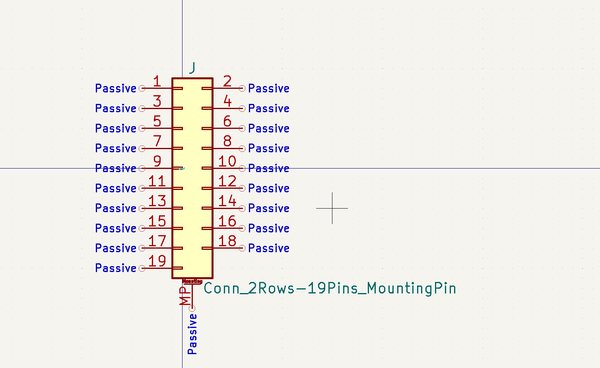 J
Passive 1 2 Passive
Passive 3 4 Passive
Passive 5 6 Passive
Passive 7 8 Passive
Passive 9 10 Passive
Passive 11 12 Passive
Passive 13 14 Passive
Passive 15 16 Passive
Passive 17 18 Passive
Passive 19
Mounting
Conn_2Rows-19Pins_MountingPin
MP
Passive